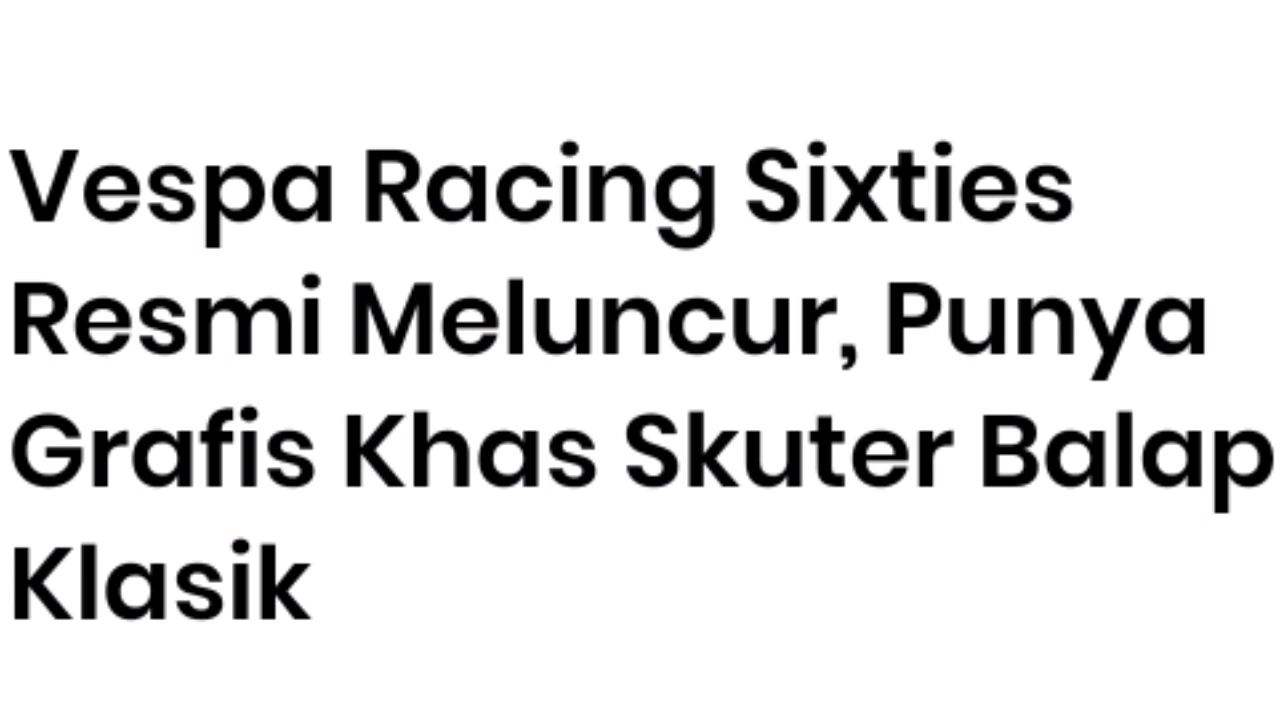 Vespa Racing Sixties
Resmi Meluncur, Punya
Grafis Khas Skuter Balap
Klasik